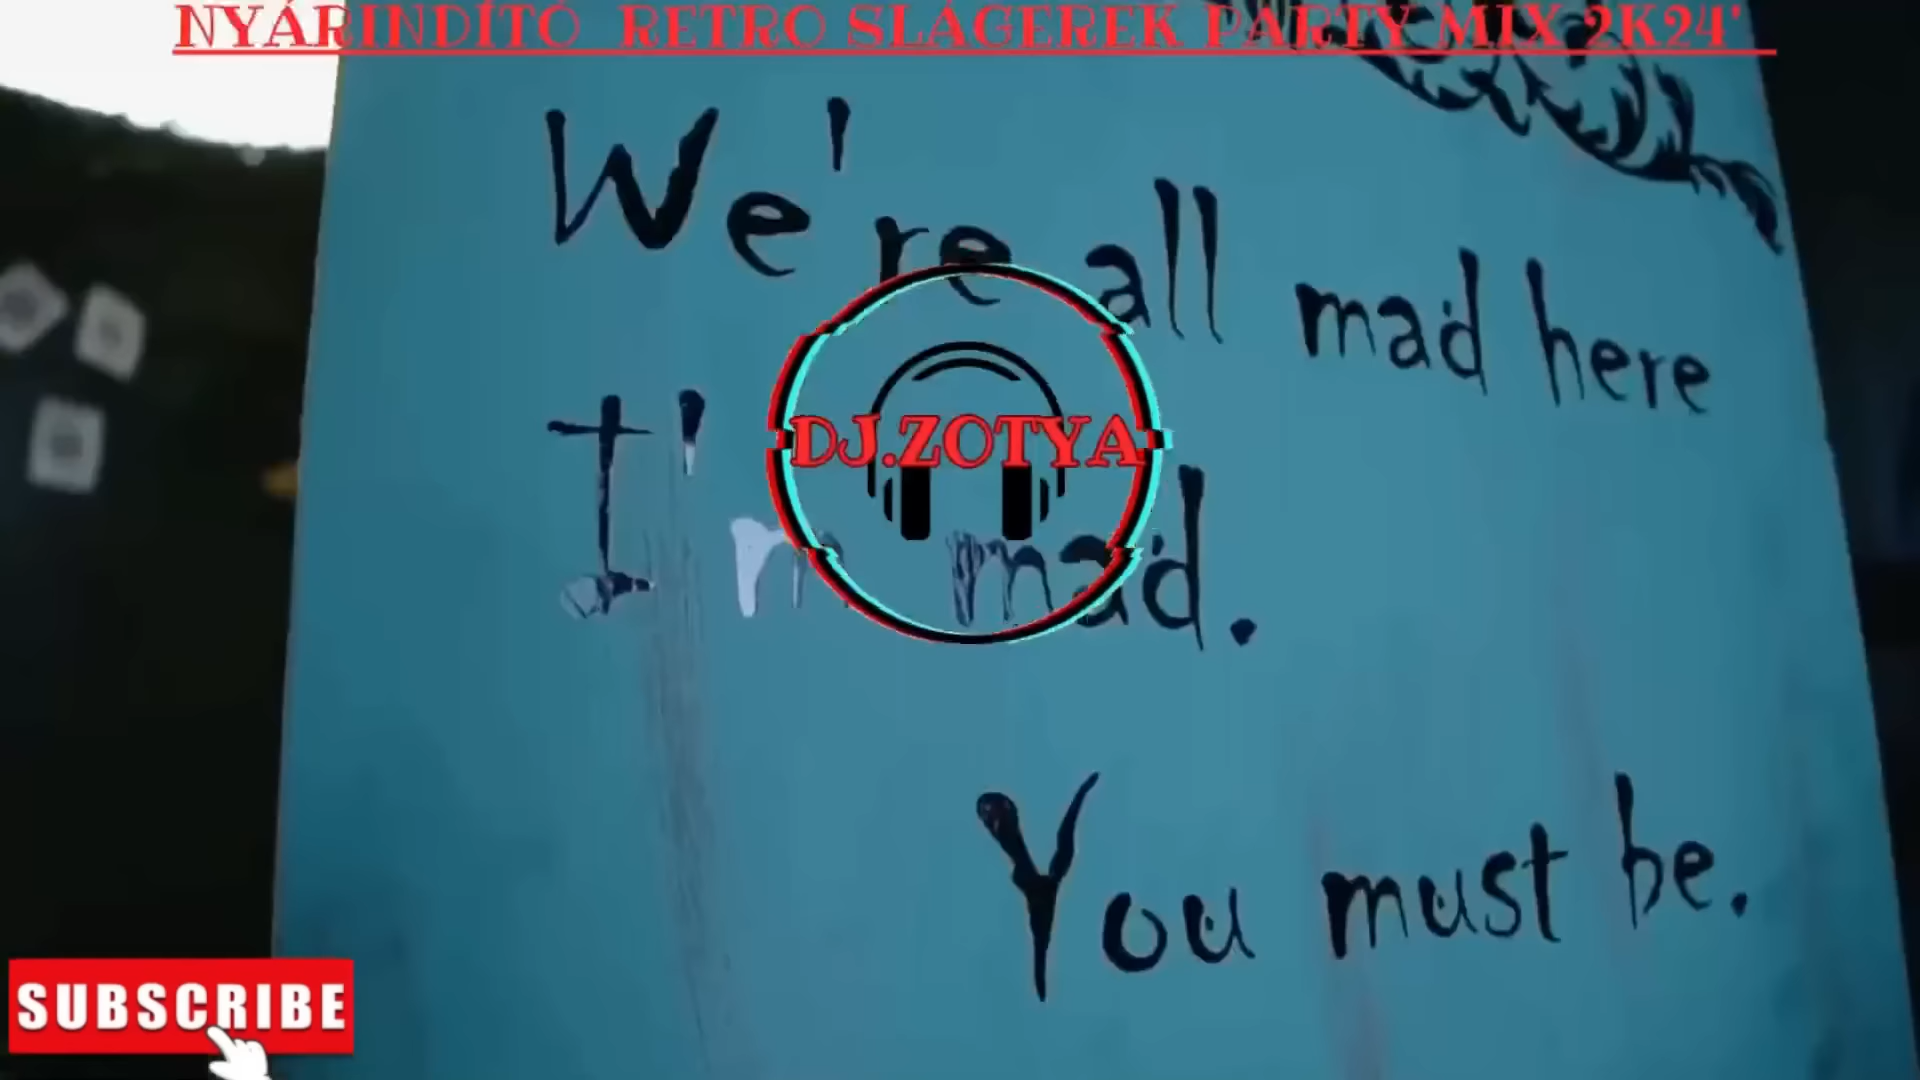 NYÁRINDÍTÓ RETRO SLÁGEREK PARTY MIX 2K24'
We're all mad here
I'm mad.
DJ.ZOTYA
You must be.
SUBSCRIBE